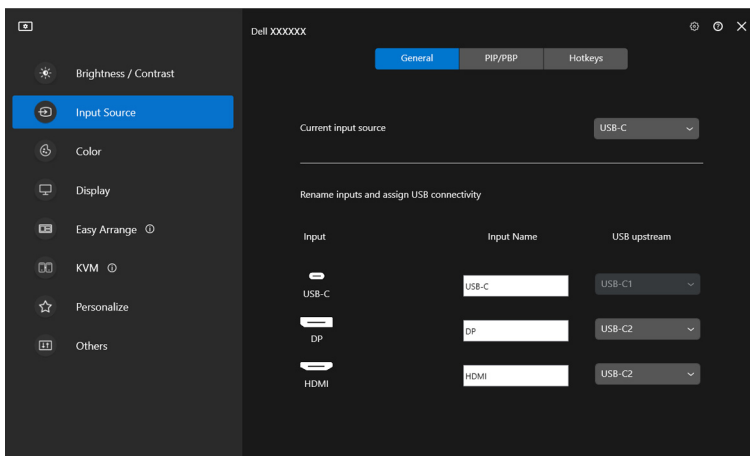 Dell XXXXXX
General PIP/PBP Hotkeys
Brightness / Contrast
Input Source
Color
Display
Easy Arrange
KVM
Personalize
Others
Current input source USB-C
Rename inputs and assign USB connectivity
Input Input Name USB upstream
USB-C USB-C USB-C1
DP DP USB-C2
HDMI HDMI USB-C2